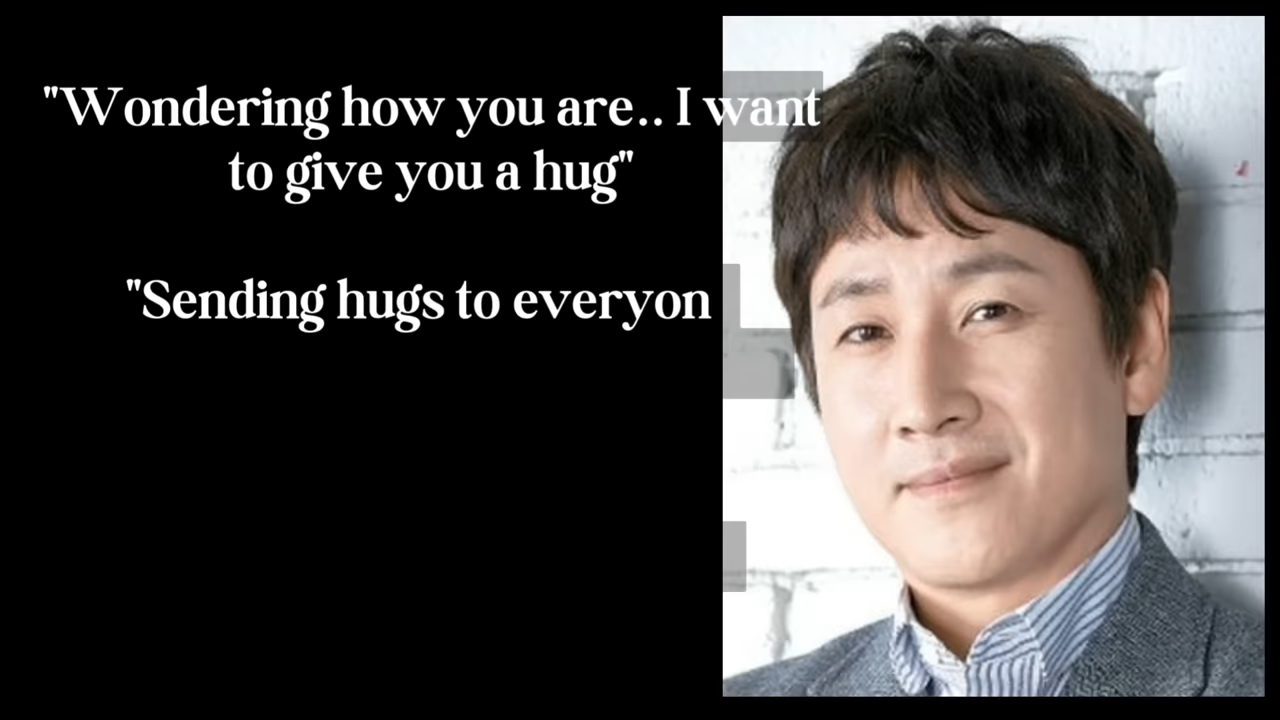 "Wondering how you are.. I want
to give you a hug"
"Sending hugs to everyon